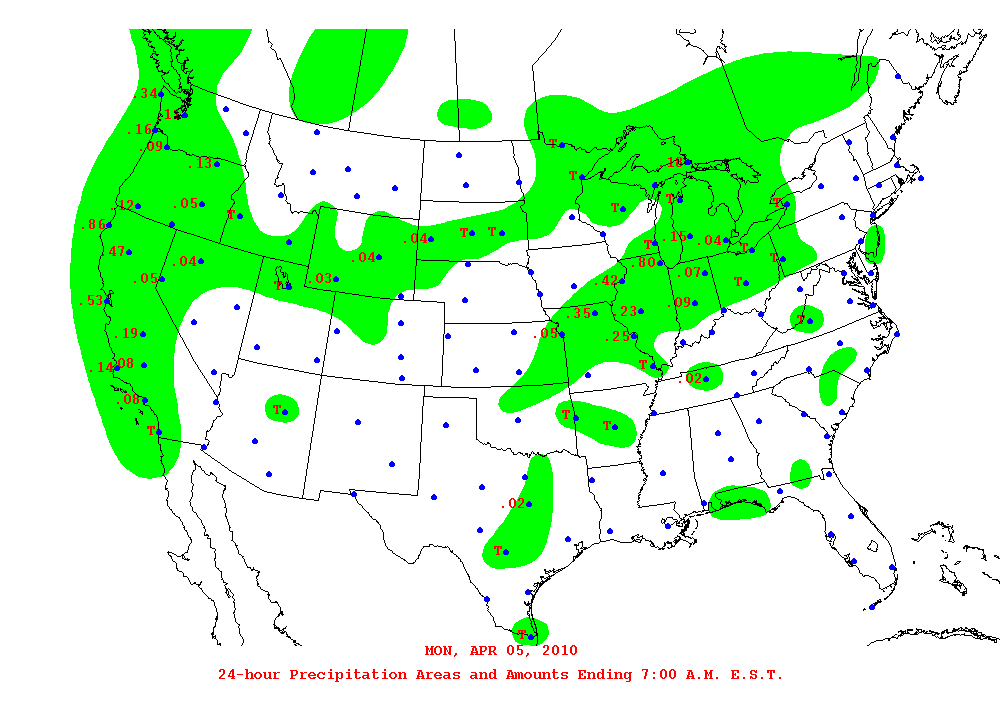 .34
.16
.09
.18
.13
T
T
.12
.05
T
T
T
.86
.04
T
T
T
.15
.04
T
47
.04
.04
.80
T
.05
.03
T
.42
.07
T
.53
.09
.35
.23
T
.19
.05
.25
.14
08
T
.02
.08
T
T
T
T
.02
T
T
MON, APR 05, 2010
24-hour Precipitation Areas and Amounts Ending 7:00 A.M. E.S.T.